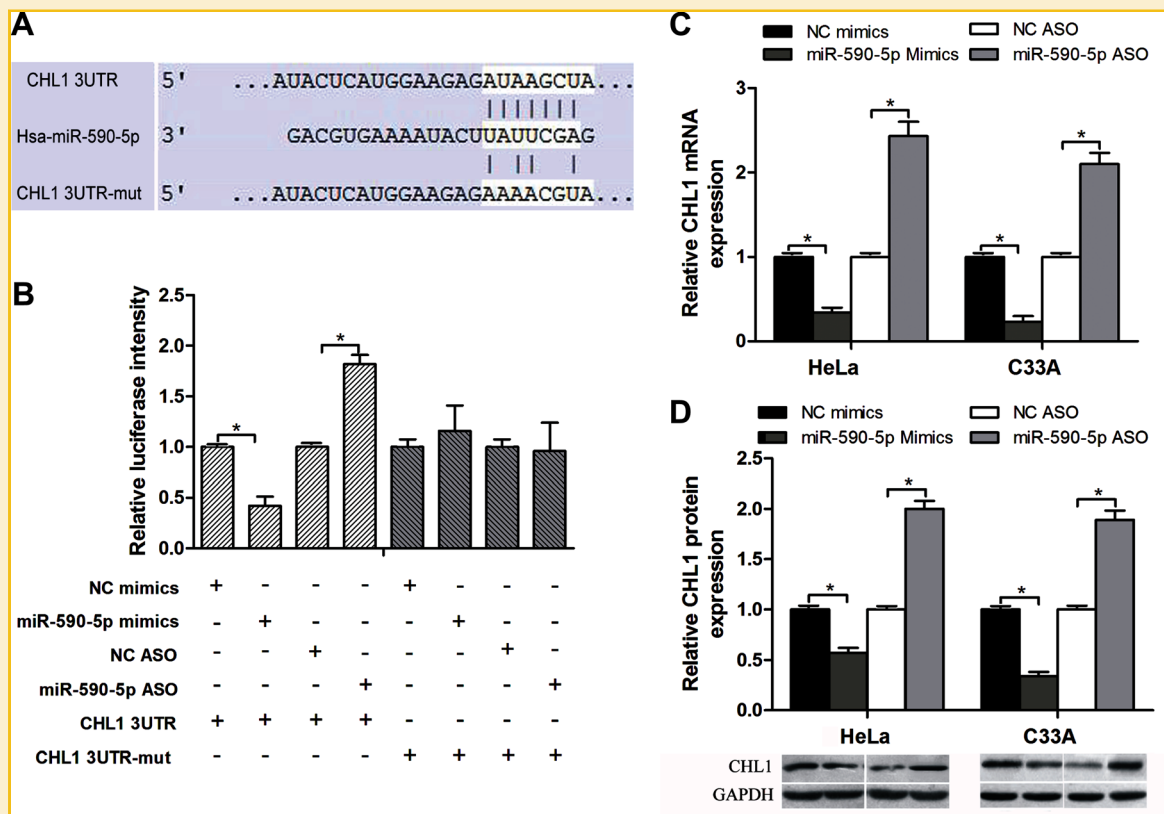 A
CHL1 3UTR 5' ...AUACUCAUGGAAGAGAUAAGCUA...
Hsa-miR-590-5p 3' GACGUGAAAAUACUUAUUCGAG
CHL1 3UTR-mut 5' ...AUACUCAUGGAAGAGAAAACGUA...
B
Relative luciferase intensity
2.5
2.0
1.5
1.0
0.5
0.0
* *
NC mimics + - - - + - - -
miR-590-5p mimics - + - - - + - -
NC ASO - - + - - - + -
miR-590-5p ASO - - - + - - - +
CHL1 3UTR + + + + - - - -
CHL1 3UTR-mut - - - - + + + +
C
NC mimics NC ASO
miR-590-5p Mimics miR-590-5p ASO
Relative CHL1 mRNA
expression
3
2
1
0
* * * *
HeLa C33A
D
NC mimics NC ASO
miR-590-5p Mimics miR-590-5p ASO
Relative CHL1 protein
expression
2.5
2.0
1.5
1.0
0.5
0.0
* * * *
HeLa C33A
CHL1
GAPDH